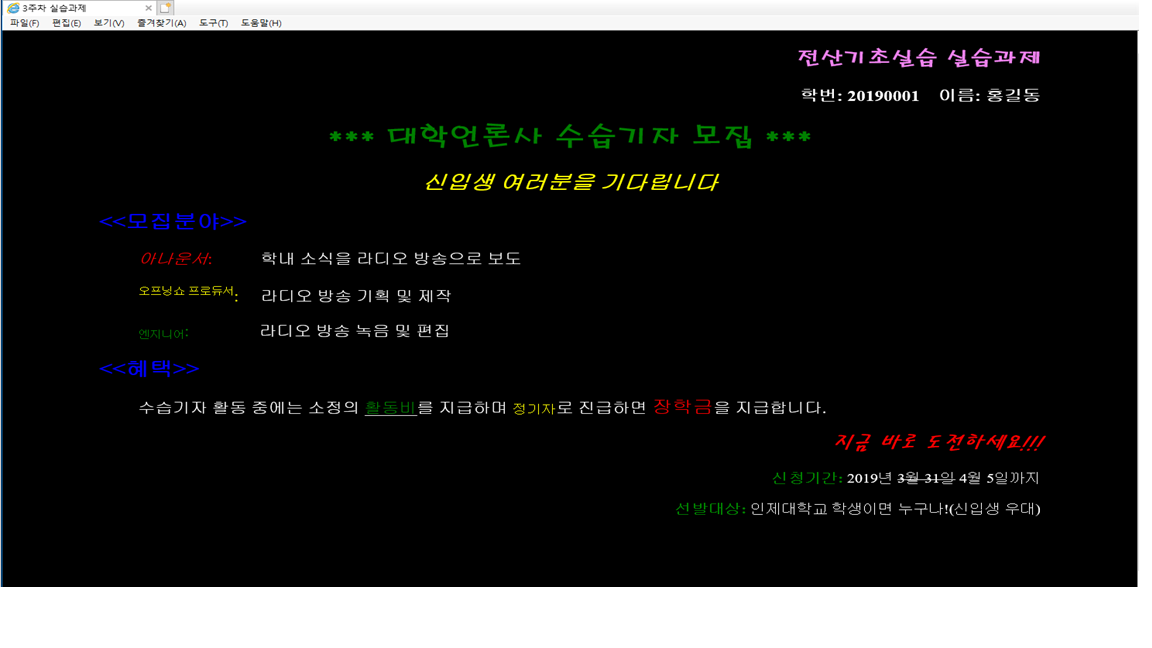 3주차 실습과제
파일(F) 편집(E) 보기(V) 즐겨찾기(A) 도구(T) 도움말(H)
전산기초실습 실습과제
학번: 20190001 이름: 홍길동
*** 대학언론사 수습기자 모집 ***
신입생 여러분을 기다립니다
<<모집분야>>
아나운서: 학내 소식을 라디오 방송으로 보도
오프닝쇼 프로듀서: 라디오 방송 기획 및 제작
엔지니어: 라디오 방송 녹음 및 편집
<<혜택>>
수습기자 활동 중에는 소정의 활동비를 지급하며 정기자로 진급하면 장학금을 지급합니다.
지금 바로 도전하세요!!!
신청기간: 2019년 3월 31일 4월 5일까지
선발대상: 인제대학교 학생이면 누구나!(신입생 우대)